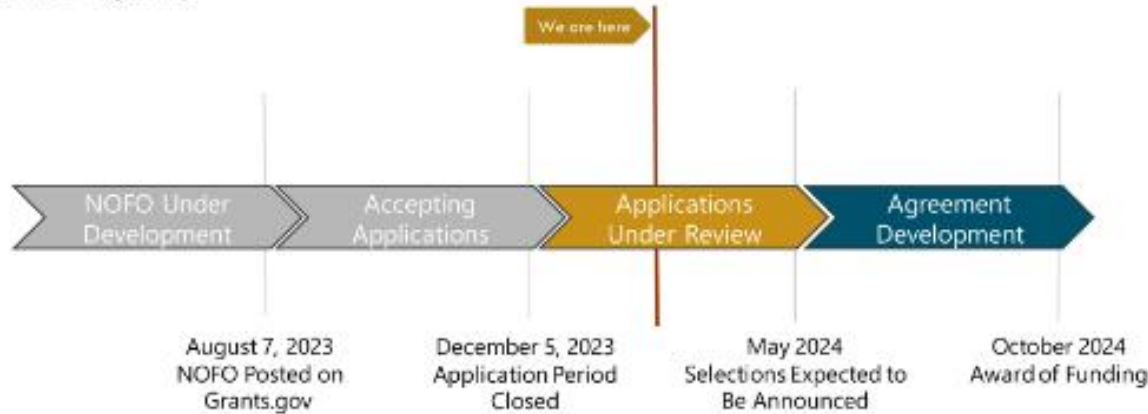 We are here
NOFO Under
Development
Accepting
Applications
Applications
Under Review
Agreement
Development
August 7, 2023
NOFO Posted on
Grants.gov
December 5, 2023
Application Period
Closed
May 2024
Selections Expected to
Be Announced
October 2024
Award of Funding